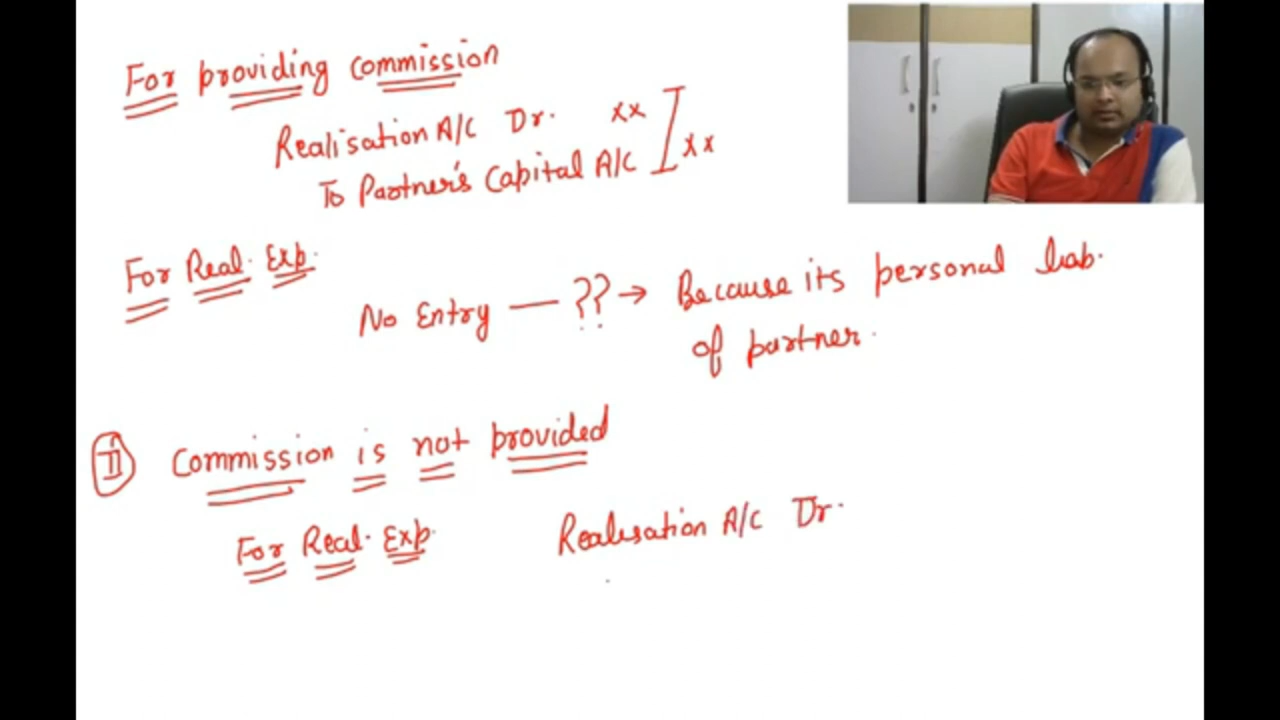 For providing commission
Realisation A/C Dr. xx
To Partner's Capital A/C xx
For Real. Exp.
No Entry — ?? → Because its personal liab.
of partner.
II Commission is not provided
For Real. Exp. Realisation A/C Dr.